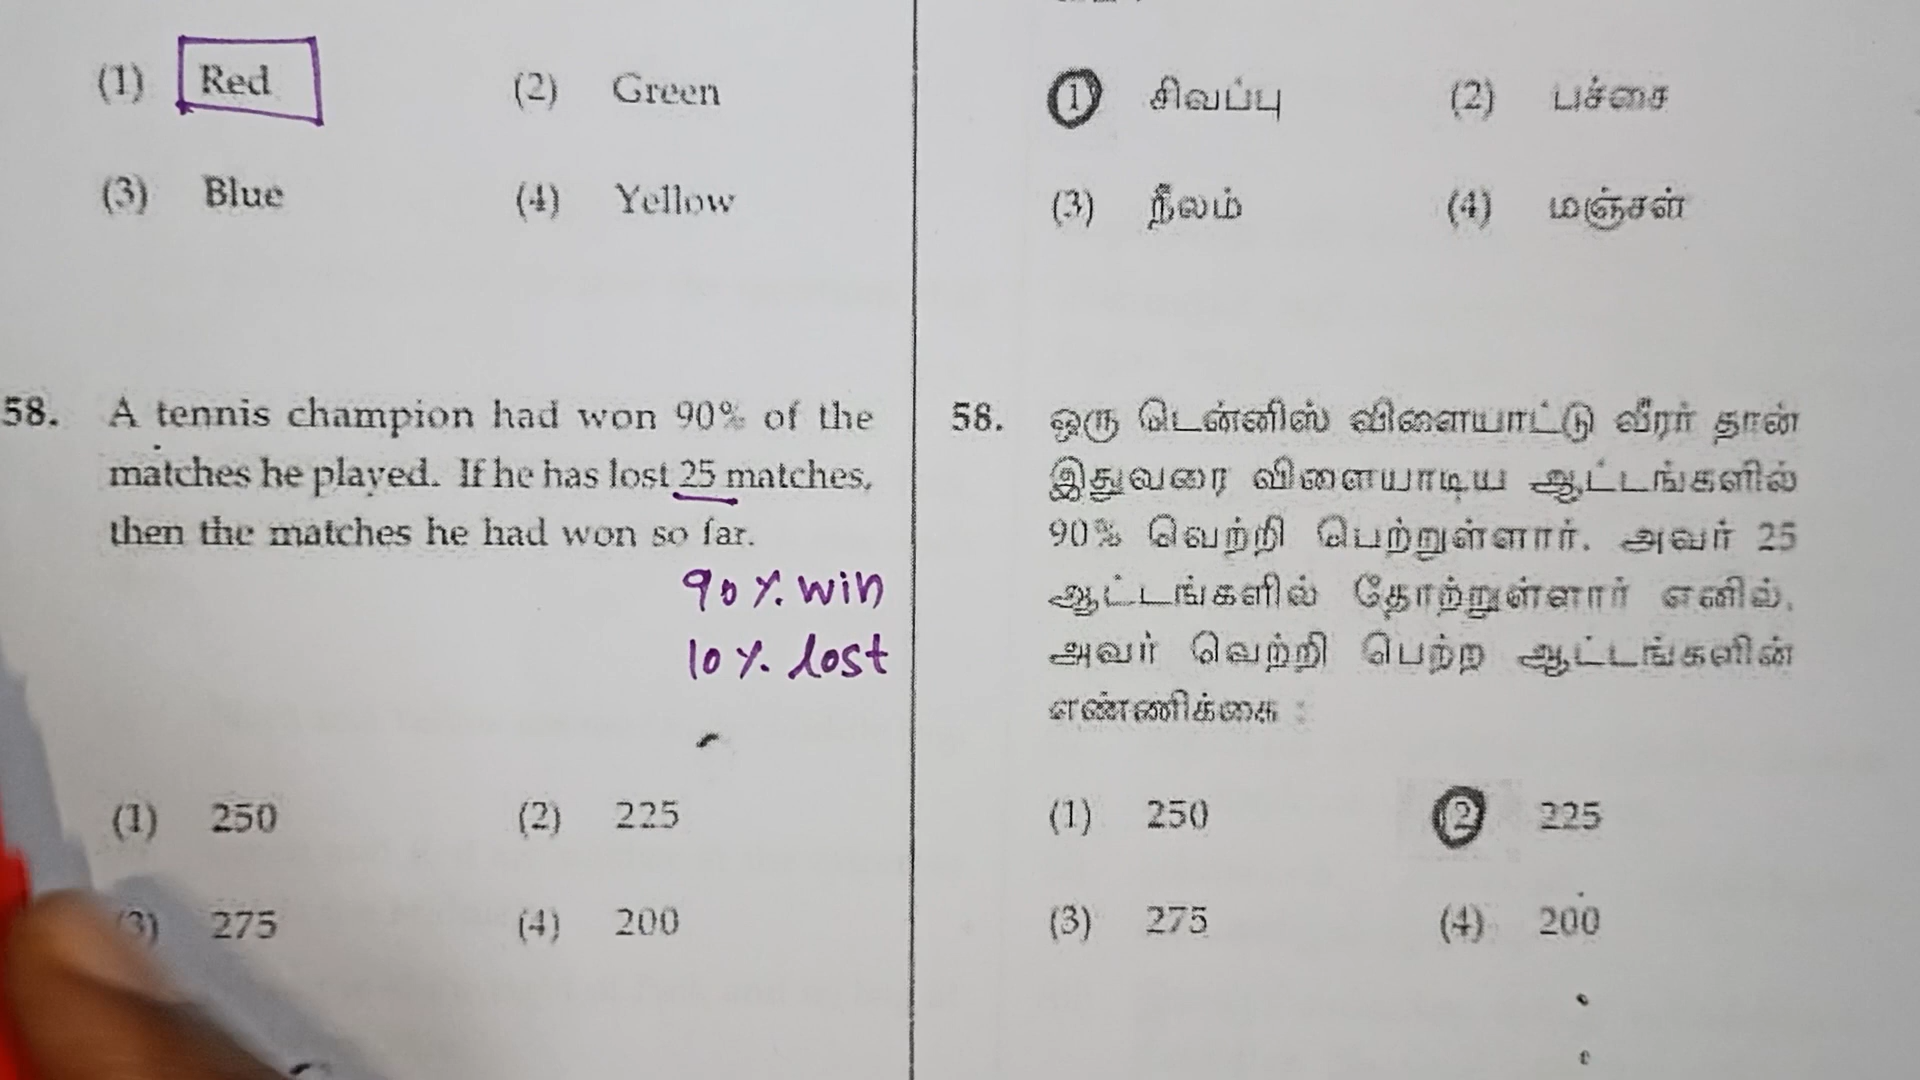 (1) Red (2) Green
(3) Blue (4) Yellow
58. A tennis champion had won 90% of the
matches he played. If he has lost 25 matches,
then the matches he had won so far.
90% win
10% lost
(1) 250 (2) 225
(3) 275 (4) 200
(1) சிவப்பு (2) பச்சை
(3) நீலம் (4) மஞ்சள்
58. ஒரு டென்னிஸ் விளையாட்டு வீரர் தான்
இதுவரை விளையாடிய ஆட்டங்களில்
90% வெற்றி பெற்றுள்ளார். அவர் 25
ஆட்டங்களில் தோற்றுள்ளார் எனில்,
அவர் வெற்றி பெற்ற ஆட்டங்களின்
எண்ணிக்கை :
(1) 250 (2) 225
(3) 275 (4) 200